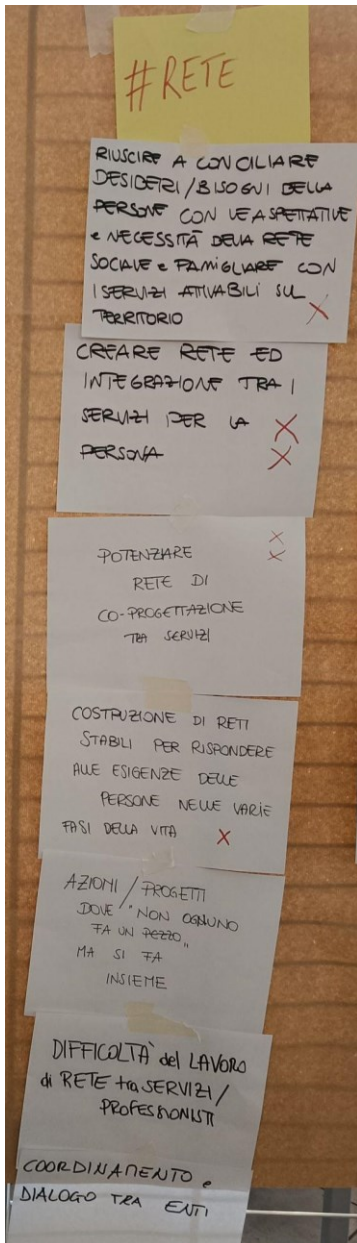 #RETE
RIUSCIRE A CONCILIARE
DESIDERI/BISOGNI DELLA
PERSONE CON LE ASPETTATIVE
e NECESSITÀ DELLA RETE
SOCIALE e FAMIGLIARE CON
I SERVIZI ATTIVABILI SUL
TERRITORIO X
CREARE RETE ED
INTEGRAZIONE TRA I
SERVIZI PER LA X
PERSONA X
X
POTENZIARE X
RETE DI
CO-PROGETTAZIONE
TRA SERVIZI
COSTRUZIONE DI RETI
STABILI PER RISPONDERE
ALLE ESIGENZE DELLE
PERSONE NELLE VARIE
FASI DELLA VITA X
AZIONI / PROGETTI
DOVE "NON OGNUNO
FA UN PEZZO"
MA SI FA
INSIEME
DIFFICOLTÀ del LAVORO
di RETE tra SERVIZI/
PROFESSIONISTI
COORDINAMENTO e
DIALOGO TRA ENTI